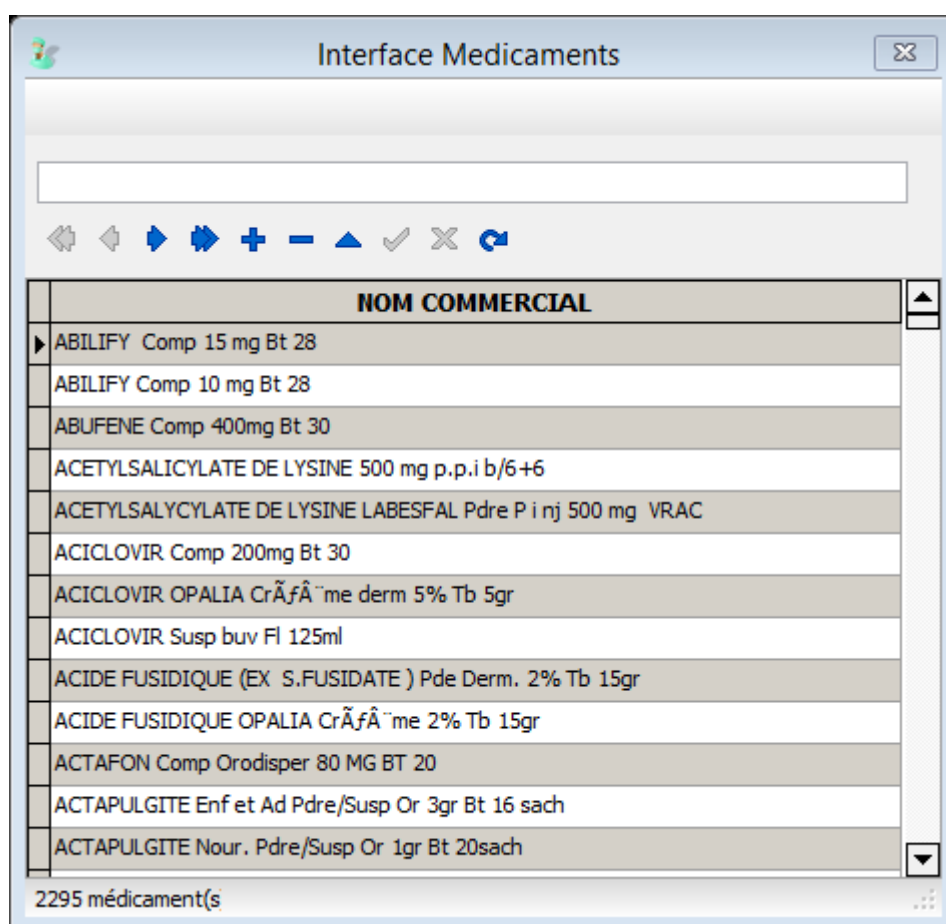 Interface Medicaments
NOM COMMERCIAL
ABILIFY  Comp 15 mg Bt 28
ABILIFY Comp 10 mg Bt 28
ABUFENE Comp 400mg Bt 30
ACETYLSALICYLATE DE LYSINE 500 mg p.p.i b/6+6
ACETYLSALYCYLATE DE LYSINE LABESFAL Pdre P i nj 500 mg  VRAC
ACICLOVIR Comp 200mg Bt 30
ACICLOVIR OPALIA CrÃƒÂ¨me derm 5% Tb 5gr
ACICLOVIR Susp buv Fl 125ml
ACIDE FUSIDIQUE (EX  S.FUSIDATE ) Pde Derm. 2% Tb 15gr
ACIDE FUSIDIQUE OPALIA CrÃƒÂ¨me 2% Tb 15gr
ACTAFON Comp Orodisper 80 MG BT 20
ACTAPULGITE Enf et Ad Pdre/Susp Or 3gr Bt 16 sach
ACTAPULGITE Nour. Pdre/Susp Or 1gr Bt 20sach
2295 médicament(s